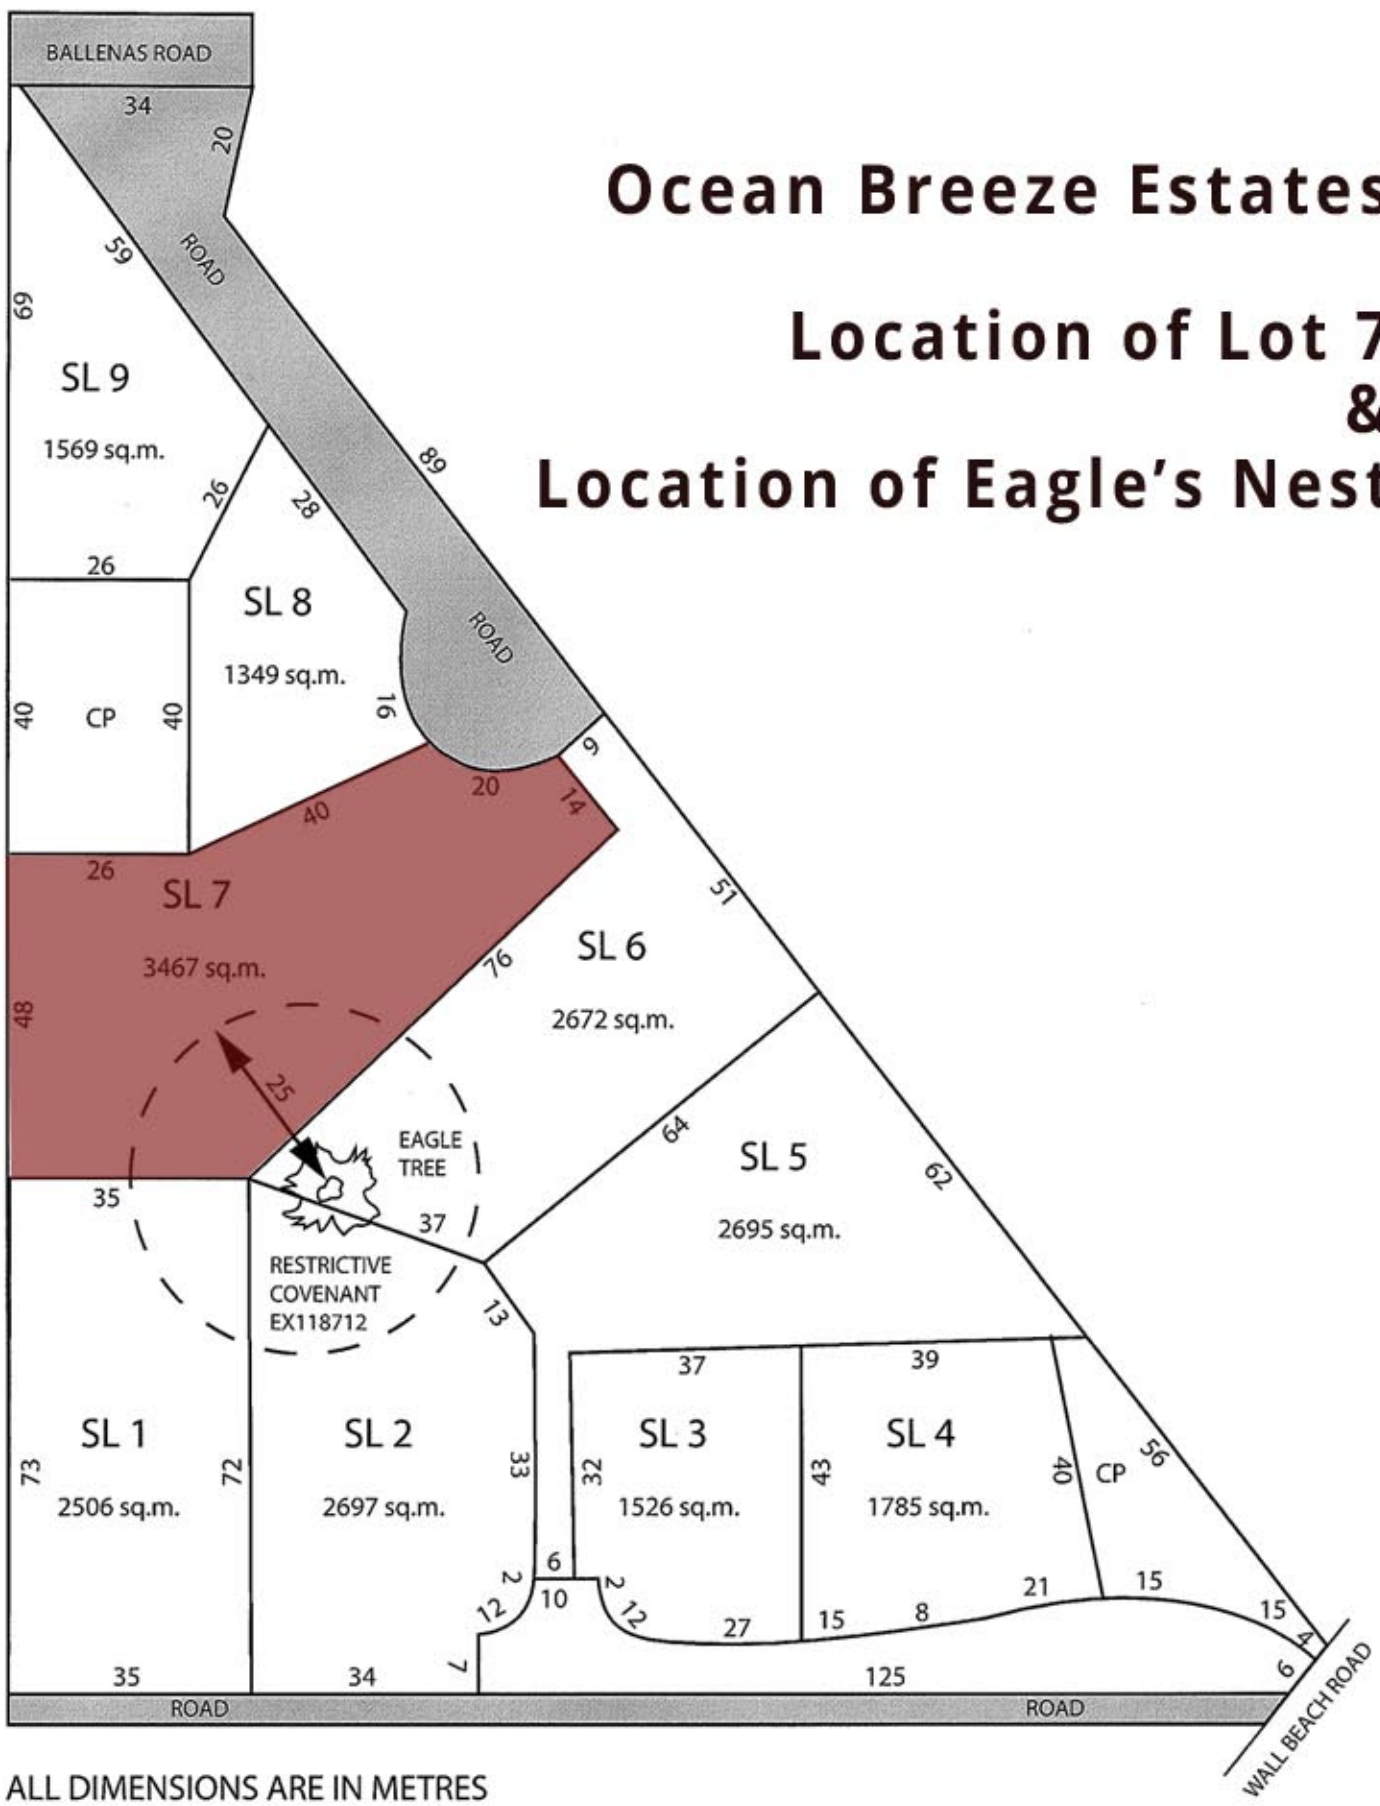 BALLENAS ROAD
34
20
Ocean Breeze Estates
59
ROAD
69
Location of Lot 7
SL 9
&
1569 sq.m.
89
Location of Eagle's Nest
26
28
26
SL 8
ROAD
1349 sq.m.
16
40
CP
40
9
20
14
40
26
SL 7
51
SL 6
3467 sq.m.
76
48
2672 sq.m.
25
EAGLE
TREE
64
SL 5
62
35
37
2695 sq.m.
RESTRICTIVE
COVENANT
EX118712
13
37
39
SL 1
SL 2
SL 3
SL 4
73
72
33
32
43
40
CP
56
2506 sq.m.
2697 sq.m.
1526 sq.m.
1785 sq.m.
6
2
10
2
21
15
12
12
27
15
8
15
4
7
6
35
34
125
ROAD
ROAD
WALL BEACH ROAD
ALL DIMENSIONS ARE IN METRES